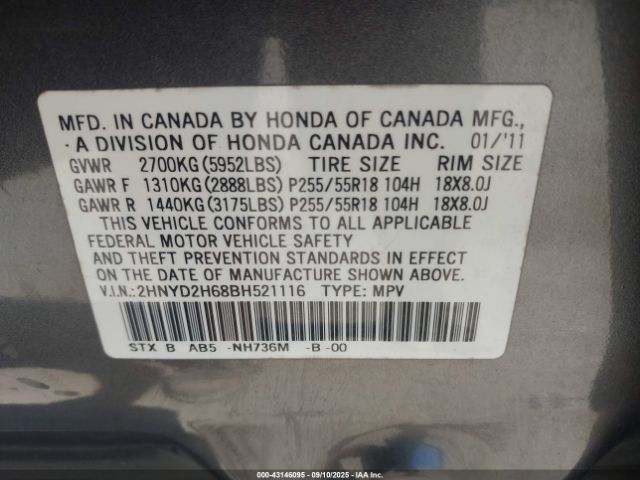 MFD. IN CANADA BY HONDA OF CANADA MFG.,
A DIVISION OF HONDA CANADA INC. 01/'11
GVWR 2700KG(5952LBS) TIRE SIZE RIM SIZE
GAWR F 1310KG(2888LBS) P255/55R18 104H 18X8.0J
GAWR R 1440KG(3175LBS) P255/55R18 104H 18X8.0J
THIS VEHICLE CONFORMS TO ALL APPLICABLE
FEDERAL MOTOR VEHICLE SAFETY
AND THEFT PREVENTION STANDARDS IN EFFECT
ON THE DATE OF MANUFACTURE SHOWN ABOVE.
V.I.N.:2HNYD2H68BH521116 TYPE: MPV
STX B AB5 -NH736M -B -00
00-43146095 - 09/10/2025 - IAA Inc.